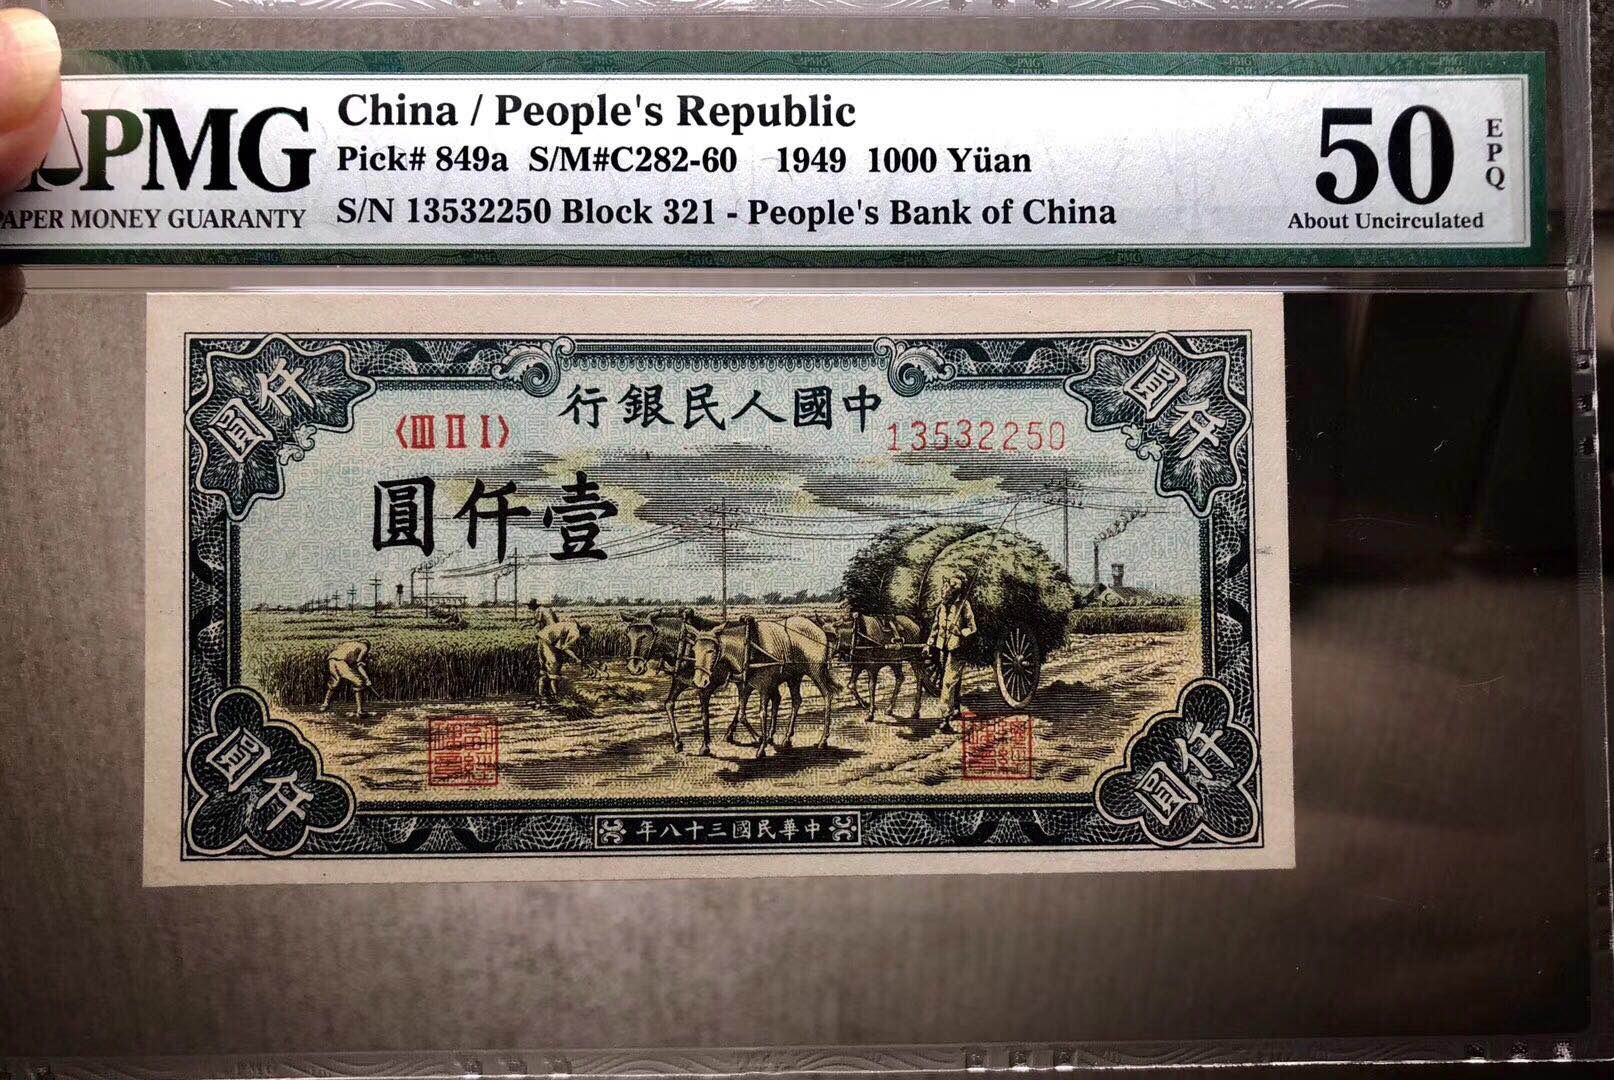 PMG
PAPER MONEY GUARANTY
China / People's Republic
Pick# 849a S/M#C282-60 1949 1000 Yüan
S/N 13532250 Block 321 - People's Bank of China
50
EPQ
About Uncirculated
仟圓
圓仟
行銀民人國中
〈III II I〉
13532250
圓仟壹
圓仟
仟圓
年八十三國民華中